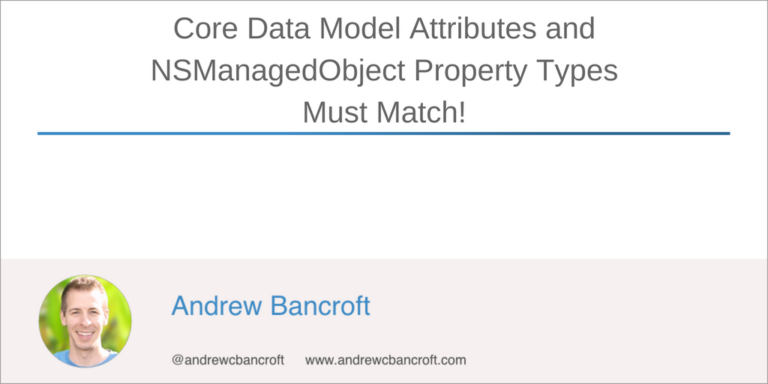 Core Data Model Attributes and
NSManagedObject Property Types
Must Match!
Andrew Bancroft
@andrewcbancroft www.andrewcbancroft.com